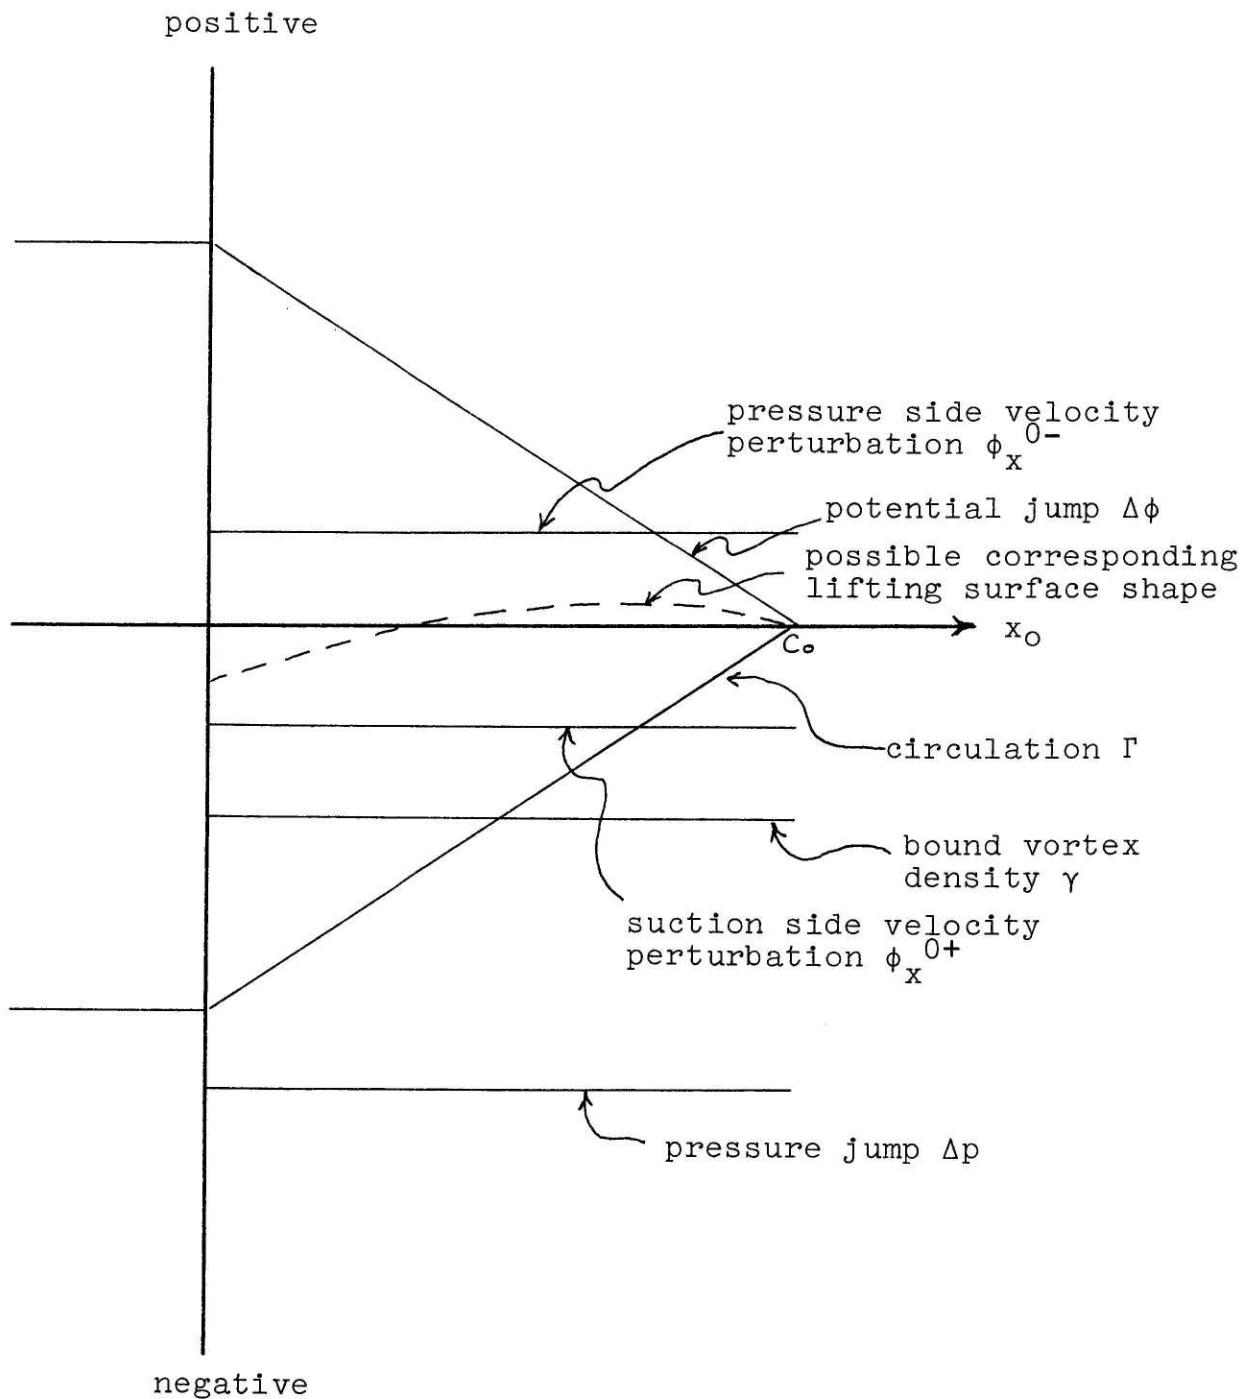 positive
pressure side velocity
perturbation ϕₓ⁰⁻
potential jump Δϕ
possible corresponding
lifting surface shape
x₀
C₀
circulation Γ
bound vortex
density γ
suction side velocity
perturbation ϕₓ⁰⁺
pressure jump Δp
negative